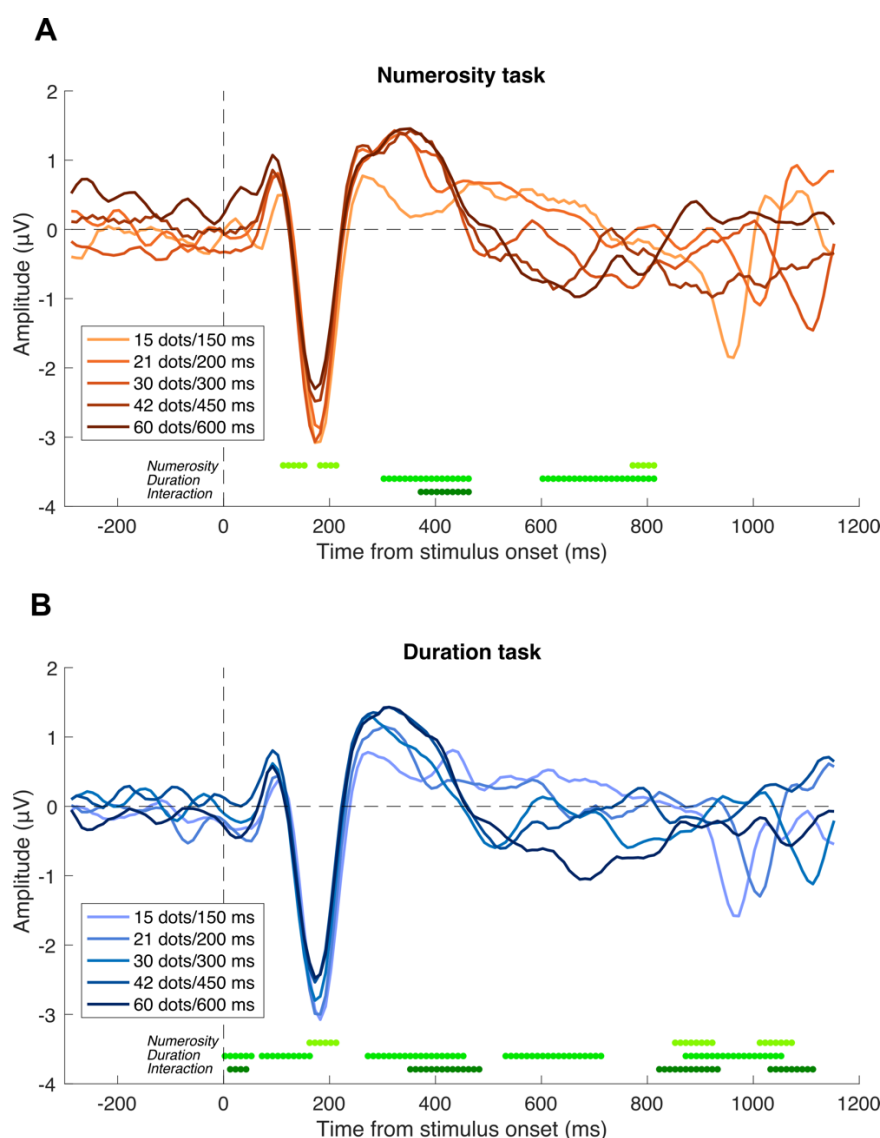 A
Numerosity task
2
1
0
-1
-2
-3
-4
Amplitude (µV)
15 dots/150 ms
21 dots/200 ms
30 dots/300 ms
42 dots/450 ms
60 dots/600 ms
Numerosity
Duration
Interaction
-200 0 200 400 600 800 1000 1200
Time from stimulus onset (ms)
B
Duration task
2
1
0
-1
-2
-3
-4
Amplitude (µV)
15 dots/150 ms
21 dots/200 ms
30 dots/300 ms
42 dots/450 ms
60 dots/600 ms
Numerosity
Duration
Interaction
-200 0 200 400 600 800 1000 1200
Time from stimulus onset (ms)